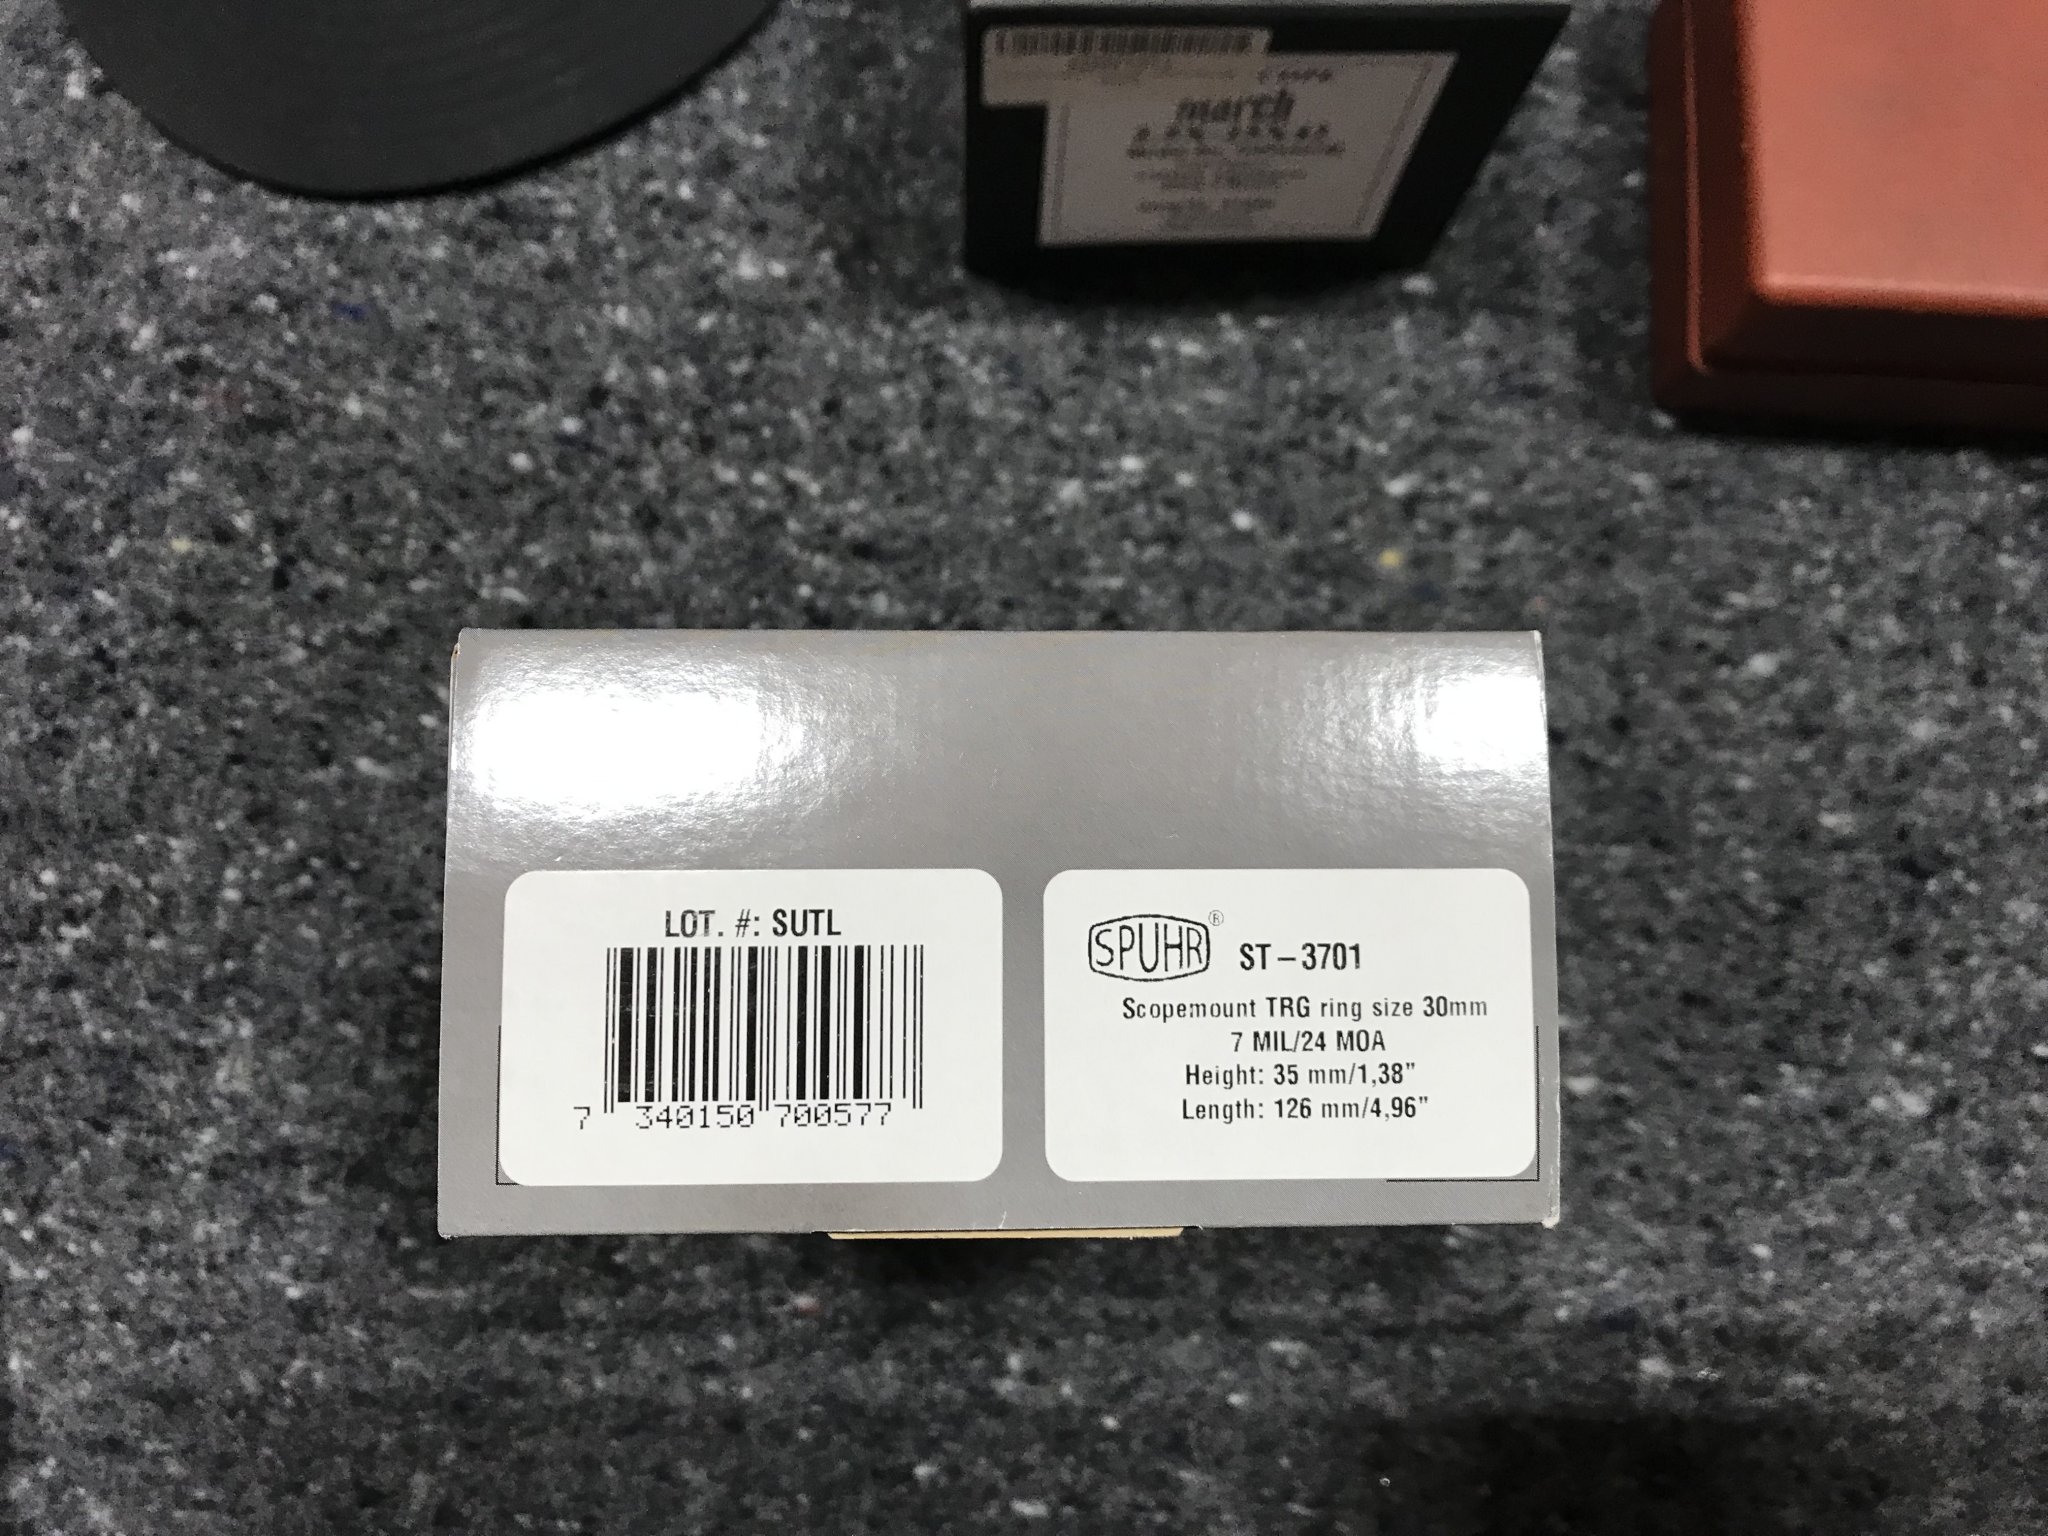 march
LOT. #: SUTL
7 340150 700577
SPUHR® ST-3701
Scopemount TRG ring size 30mm
7 MIL/24 MOA
Height: 35 mm/1,38”
Length: 126 mm/4,96”